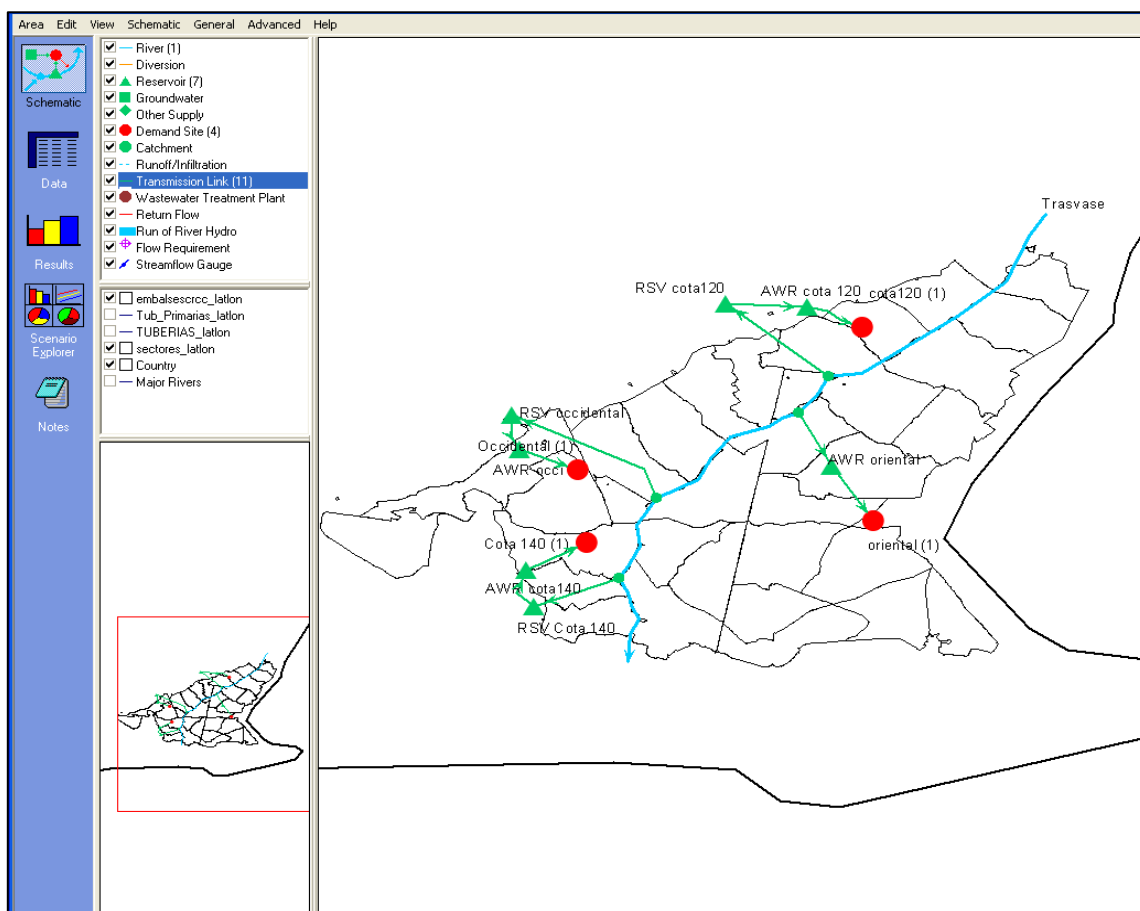 Area Edit View Schematic General Advanced Help
Schematic
Data
Results
Scenario
Explorer
Notes
River (1)
Diversion
Reservoir (7)
Groundwater
Other Supply
Demand Site (4)
Catchment
Runoff/Infiltration
Transmission Link (11)
Wastewater Treatment Plant
Return Flow
Run of River Hydro
Flow Requirement
Streamflow Gauge
embalsescrcc_latlon
Tub_Primarias_latlon
TUBERIAS_latlon
sectores_latlon
Country
Major Rivers
Trasvase
RSV cota120
AWR cota 120
cota120 (1)
RSV occidental
Occidental (1)
AWR occi
AWR oriental
oriental (1)
Cota 140 (1)
AWR cota140
RSV Cota 140